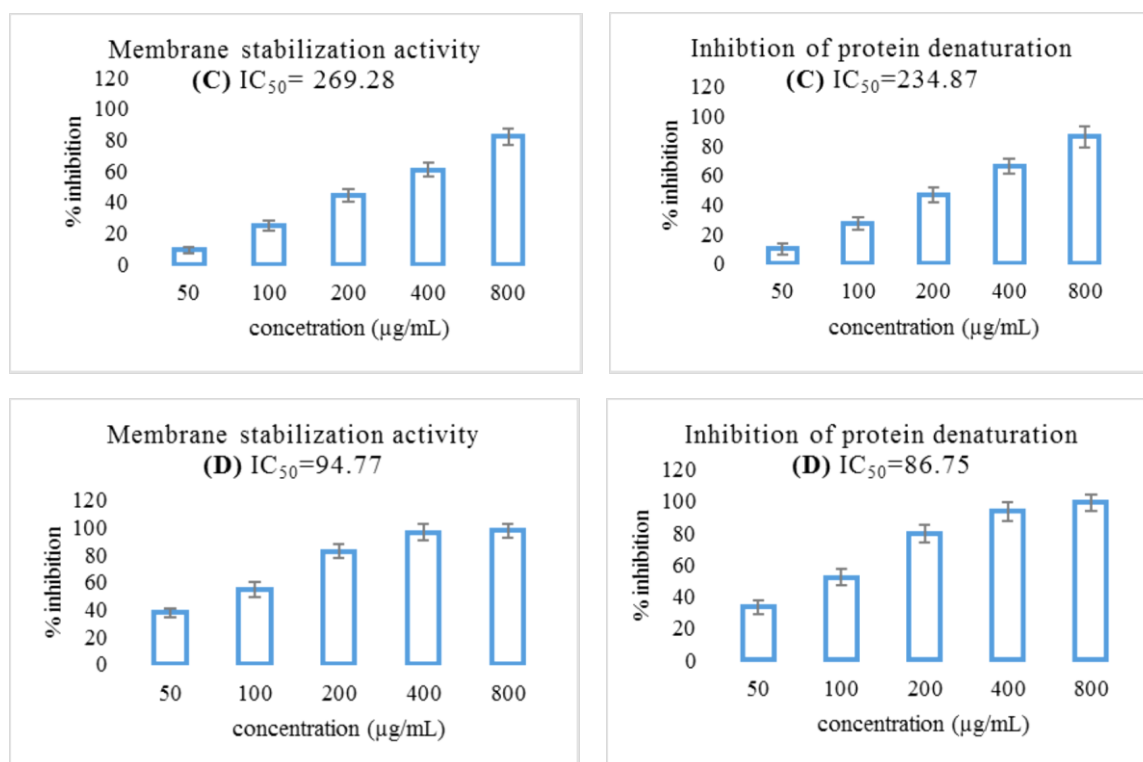 Membrane stabilization activity
(C) IC₅₀= 269.28
120
100
80
60
40
20
0
% inhibition
50 100 200 400 800
concetration (µg/mL)
Inhibtion of protein denaturation
(C) IC₅₀=234.87
120
100
80
60
40
20
0
% inhibition
50 100 200 400 800
concentration (µg/mL)
Membrane stabilization activity
(D) IC₅₀=94.77
120
100
80
60
40
20
0
% inhibition
50 100 200 400 800
concentration (µg/mL)
Inhibition of protein denaturation
(D) IC₅₀=86.75
120
100
80
60
40
20
0
% inhibition
50 100 200 400 800
concentration (µg/mL)